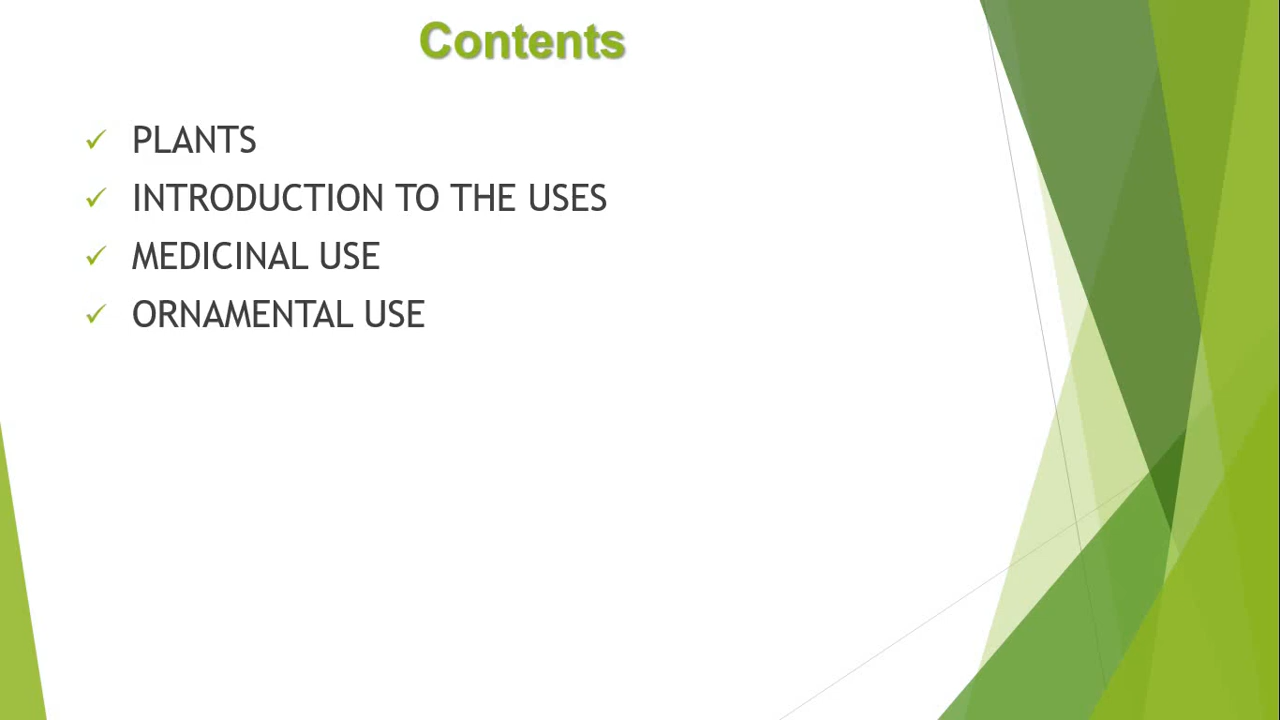 Contents
✓ PLANTS
✓ INTRODUCTION TO THE USES
✓ MEDICINAL USE
✓ ORNAMENTAL USE